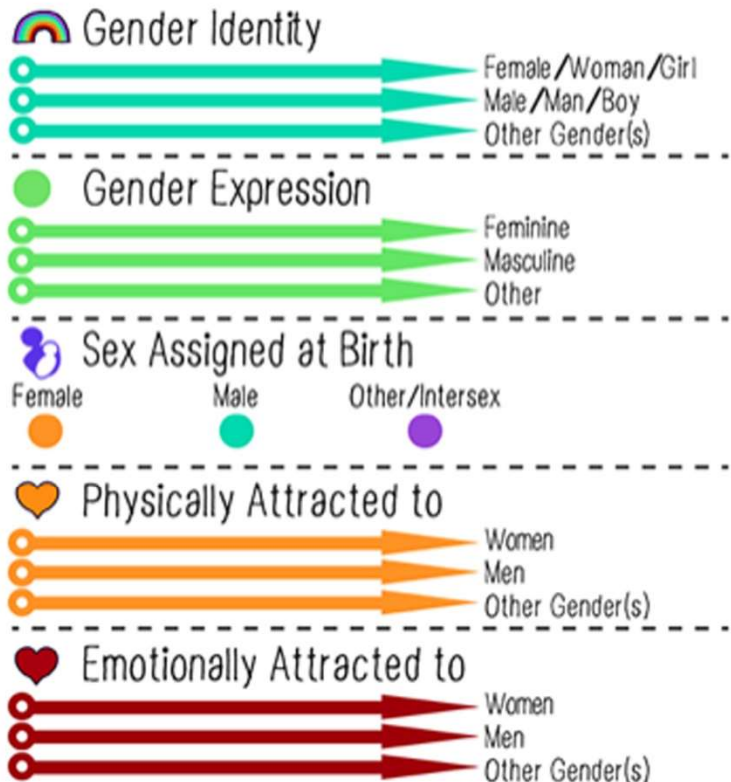 Gender Identity
Female/Woman/Girl
Male/Man/Boy
Other Gender(s)
Gender Expression
Feminine
Masculine
Other
Sex Assigned at Birth
Female Male Other/Intersex
Physically Attracted to
Women
Men
Other Gender(s)
Emotionally Attracted to
Women
Men
Other Gender(s)